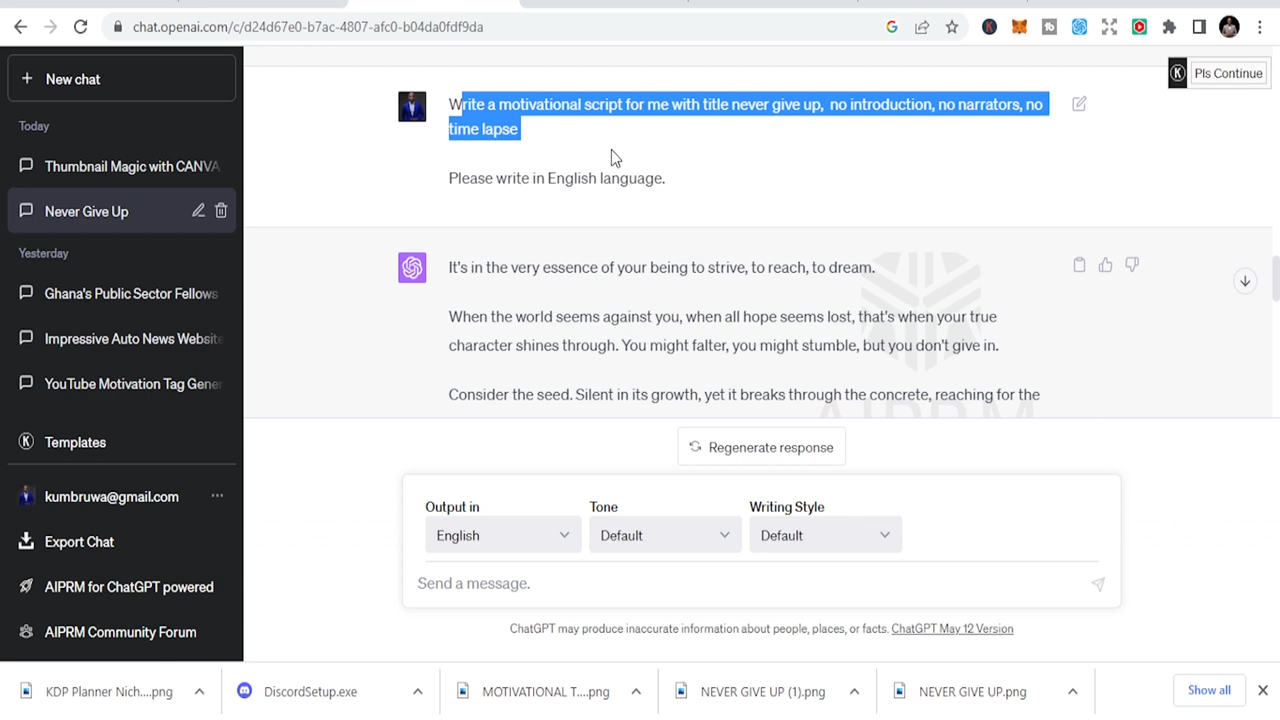 chat.openai.com/c/d24d67e0-b7ac-4807-afc0-b04da0fdf9da
New chat
Today
Thumbnail Magic with CANVA
Never Give Up
Yesterday
Ghana's Public Sector Fellows
Impressive Auto News Website
YouTube Motivation Tag Gener
Templates
kumbruwa@gmail.com
Export Chat
AIPRM for ChatGPT powered
AIPRM Community Forum
Pls Continue
Write a motivational script for me with title never give up, no introduction, no narrators, no
time lapse
Please write in English language.
It's in the very essence of your being to strive, to reach, to dream.
When the world seems against you, when all hope seems lost, that's when your true
character shines through. You might falter, you might stumble, but you don't give in.
Consider the seed. Silent in its growth, yet it breaks through the concrete, reaching for the
AIPRM
Regenerate response
Output in
Tone
Writing Style
English
Default
Default
Send a message.
ChatGPT may produce inaccurate information about people, places, or facts. ChatGPT May 12 Version
KDP Planner Nich....png
DiscordSetup.exe
MOTIVATIONAL T....png
NEVER GIVE UP (1).png
NEVER GIVE UP.png
Show all